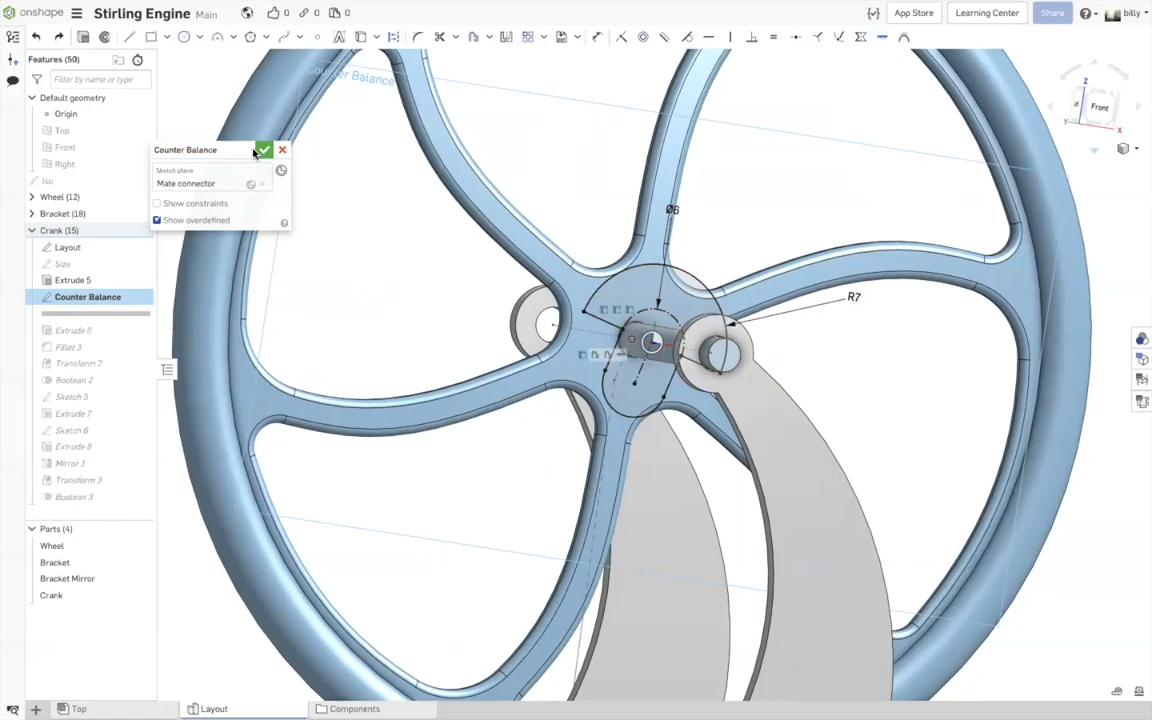 onshape Stirling Engine Main 0 0 0 App Store Learning Center Share billy
Features (50)
Filter by name or type
Default geometry
Origin
Top
Front
Right
Iso
Wheel (12)
Bracket (18)
Crank (15)
Layout
Size
Extrude 5
Counter Balance
Extrude 6
Fillet 3
Transform 2
Boolean 2
Sketch 5
Extrude 7
Sketch 6
Extrude 8
Mirror 1
Transform 3
Boolean 3
Parts (4)
Wheel
Bracket
Bracket Mirror
Crank
Counter Balance
Sketch plane
Mate connector
Show constraints
Show overdefined
Counter Balance
Ø6
R7
Z
Front
X
Y
Top Layout Components